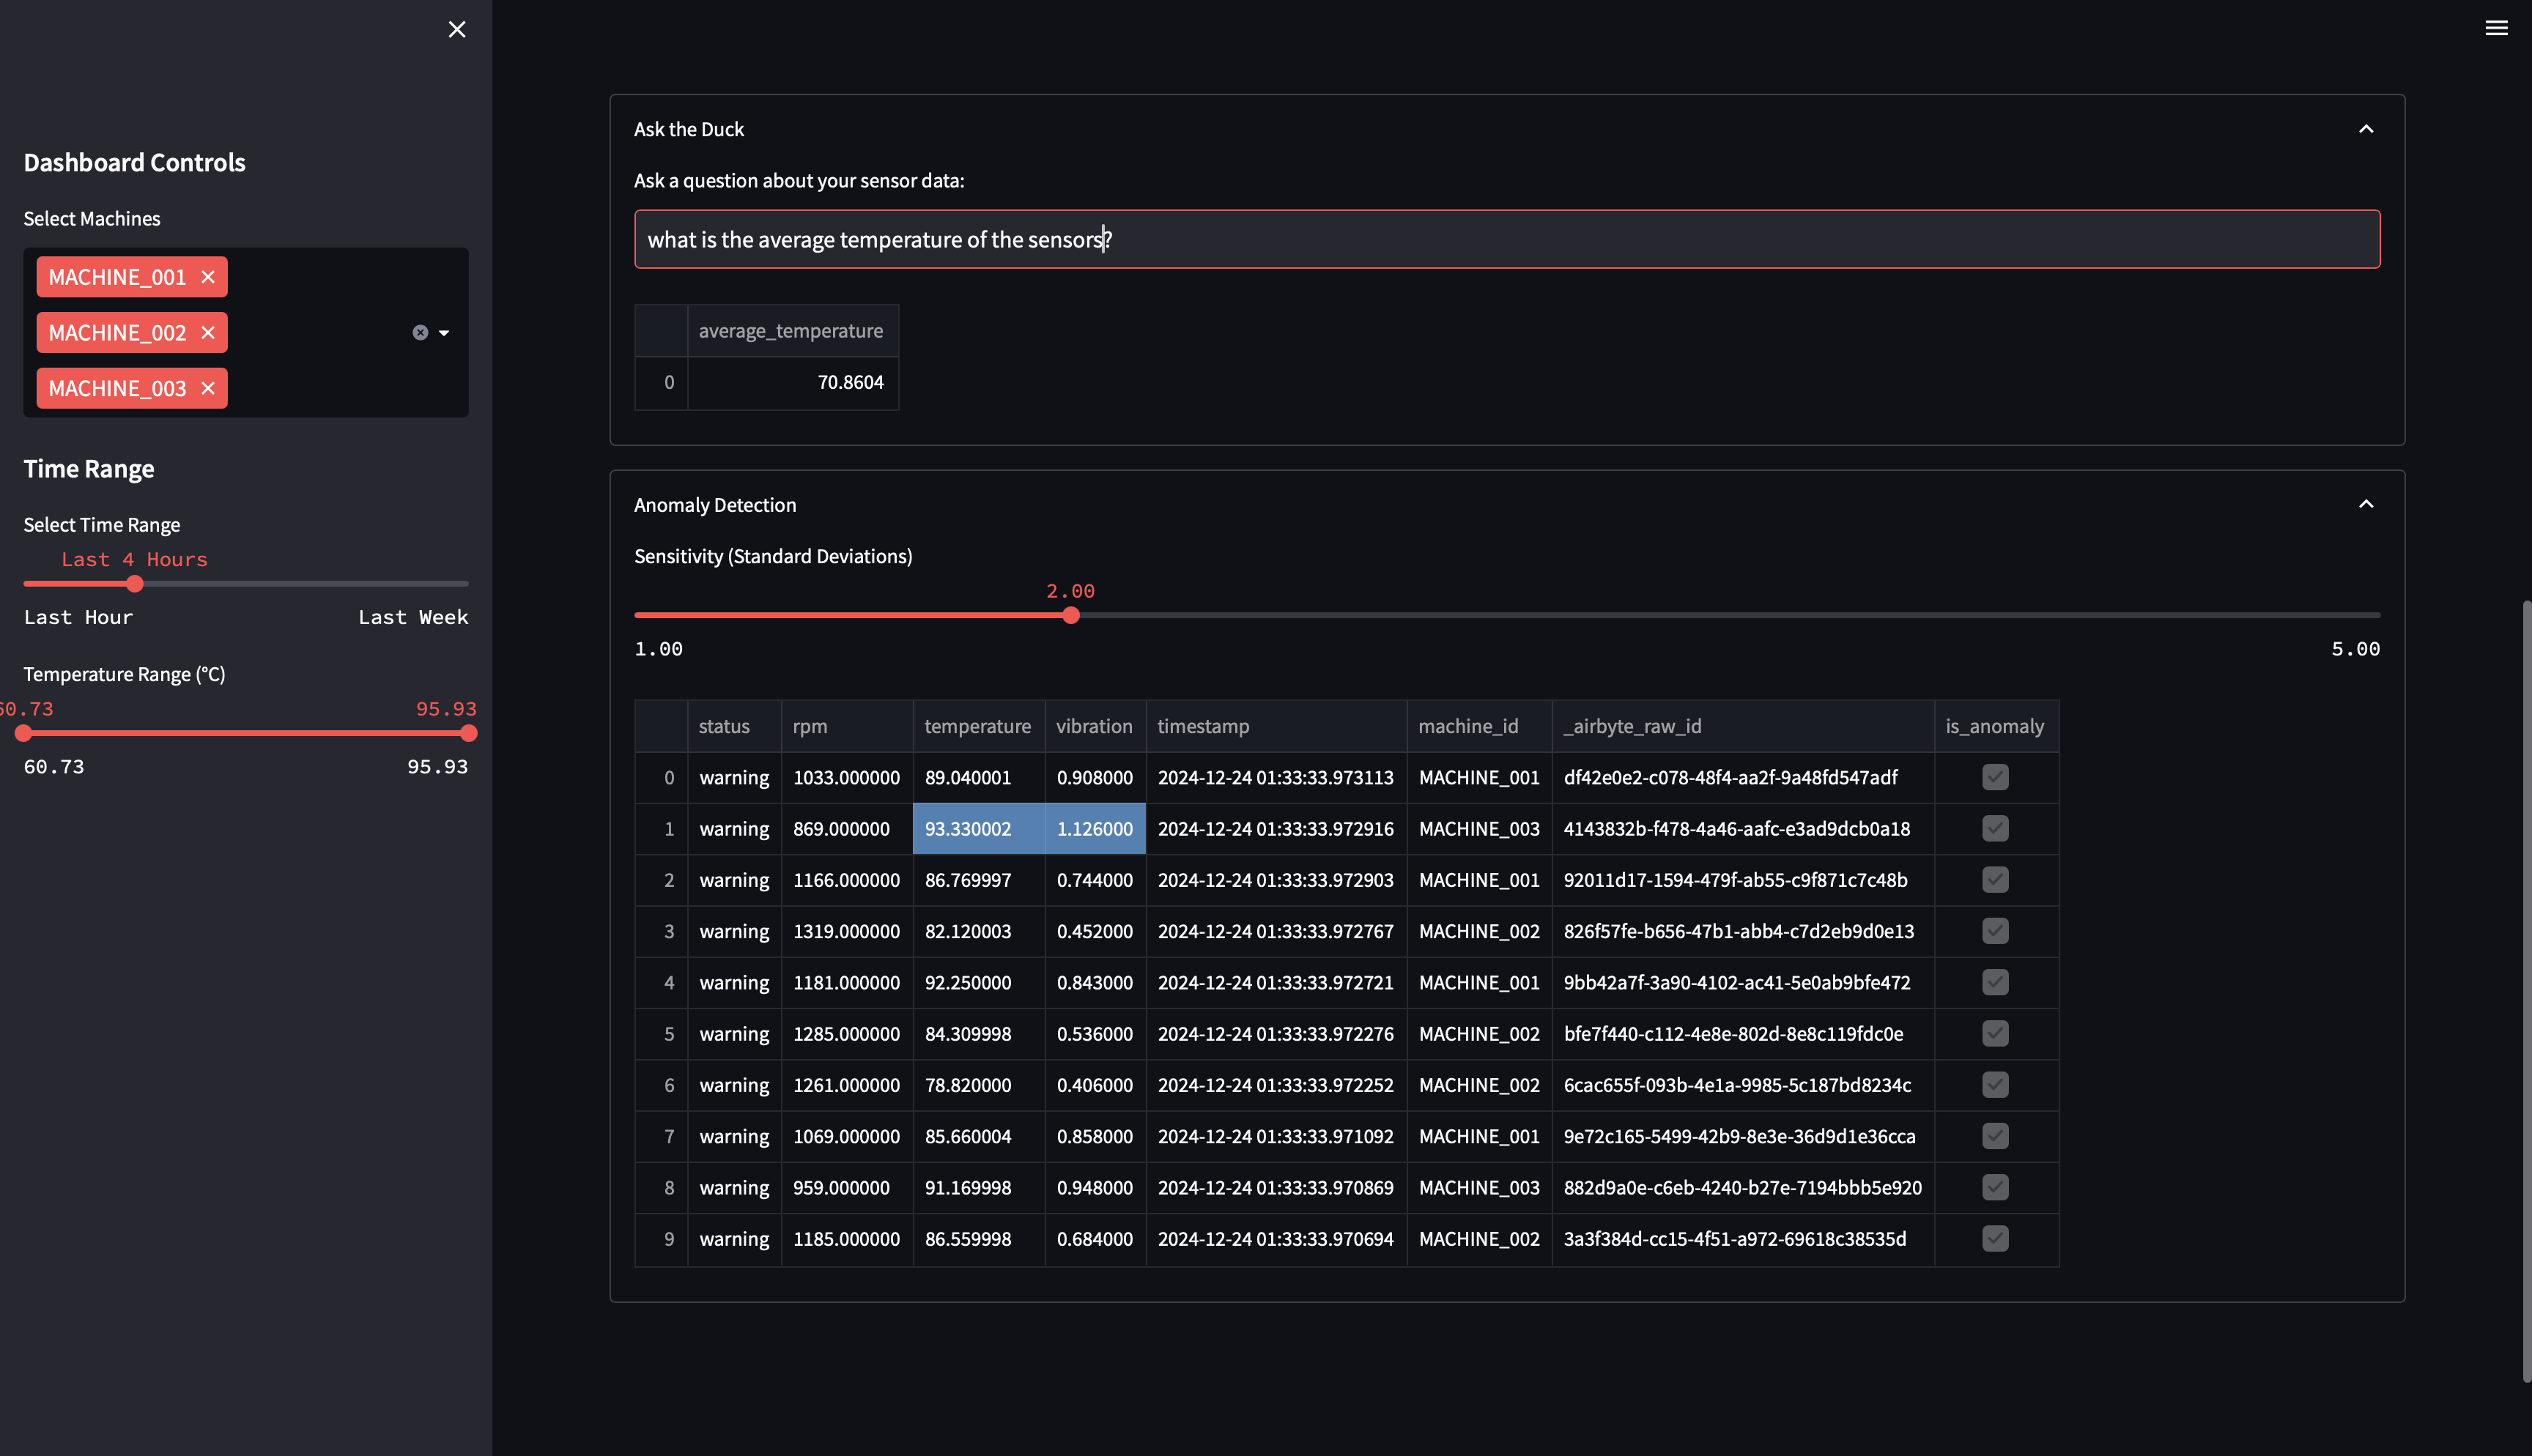 Dashboard Controls
Select Machines
MACHINE_001
MACHINE_002
MACHINE_003
Time Range
Select Time Range
Last 4 Hours
Last Hour Last Week
Temperature Range (°C)
60.73 95.93
60.73 95.93
Ask the Duck
Ask a question about your sensor data:
what is the average temperature of the sensors?
average_temperature
0 70.8604
Anomaly Detection
Sensitivity (Standard Deviations)
2.00
1.00 5.00
status rpm temperature vibration timestamp machine_id _airbyte_raw_id is_anomaly
0 warning 1033.000000 89.040001 0.908000 2024-12-24 01:33:33.973113 MACHINE_001 df42e0e2-c078-48f4-aa2f-9a48fd547adf
1 warning 869.000000 93.330002 1.126000 2024-12-24 01:33:33.972916 MACHINE_003 4143832b-f478-4a46-aafc-e3ad9dcb0a18
2 warning 1166.000000 86.769997 0.744000 2024-12-24 01:33:33.972903 MACHINE_001 92011d17-1594-479f-ab55-c9f871c7c48b
3 warning 1319.000000 82.120003 0.452000 2024-12-24 01:33:33.972767 MACHINE_002 826f57fe-b656-47b1-abb4-c7d2eb9d0e13
4 warning 1181.000000 92.250000 0.843000 2024-12-24 01:33:33.972721 MACHINE_001 9bb42a7f-3a90-4102-ac41-5e0ab9bfe472
5 warning 1285.000000 84.309998 0.536000 2024-12-24 01:33:33.972276 MACHINE_002 bfe7f440-c112-4e8e-802d-8e8c119fdc0e
6 warning 1261.000000 78.820000 0.406000 2024-12-24 01:33:33.972252 MACHINE_002 6cac655f-093b-4e1a-9985-5c187bd8234c
7 warning 1069.000000 85.660004 0.858000 2024-12-24 01:33:33.971092 MACHINE_001 9e72c165-5499-42b9-8e3e-36d9d1e36cca
8 warning 959.000000 91.169998 0.948000 2024-12-24 01:33:33.970869 MACHINE_003 882d9a0e-c6eb-4240-b27e-7194bbb5e920
9 warning 1185.000000 86.559998 0.684000 2024-12-24 01:33:33.970694 MACHINE_002 3a3f384d-cc15-4f51-a972-69618c38535d